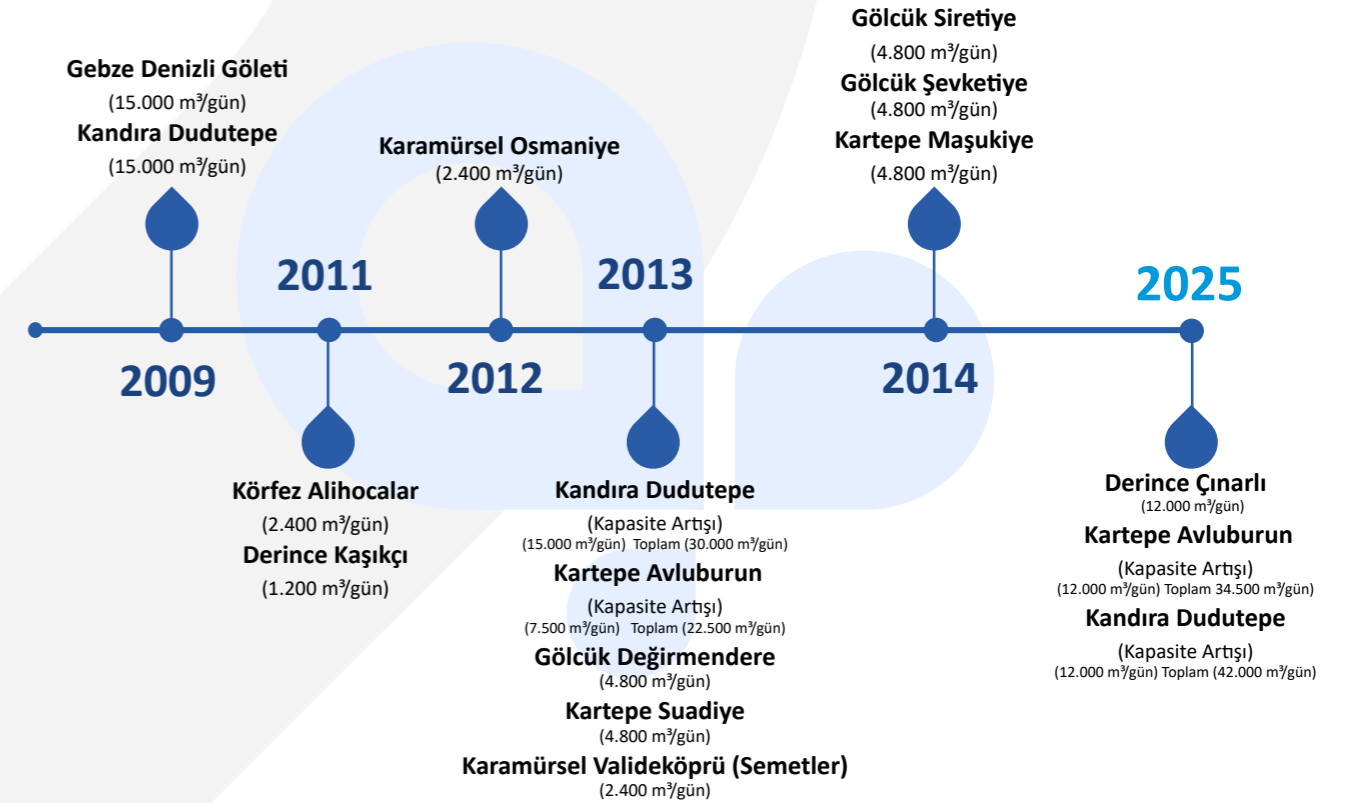 Gebze Denizli Göleti
(15.000 m³/gün)
Kandıra Dudutepe
(15.000 m³/gün)
2009
2011
Körfez Alihocalar
(2.400 m³/gün)
Derince Kaşıkçı
(1.200 m³/gün)
Karamürsel Osmaniye
(2.400 m³/gün)
2012
2013
Kandıra Dudutepe
(Kapasite Artışı)
(15.000 m³/gün) Toplam (30.000 m³/gün)
Kartepe Avluburun
(Kapasite Artışı)
(7.500 m³/gün) Toplam (22.500 m³/gün)
Gölcük Değirmendere
(4.800 m³/gün)
Kartepe Suadiye
(4.800 m³/gün)
Karamürsel Valideköprü (Semetler)
(2.400 m³/gün)
Gölcük Siretiye
(4.800 m³/gün)
Gölcük Şevketiye
(4.800 m³/gün)
Kartepe Maşukiye
(4.800 m³/gün)
2014
2025
Derince Çınarlı
(12.000 m³/gün)
Kartepe Avluburun
(Kapasite Artışı)
(12.000 m³/gün) Toplam 34.500 m³/gün)
Kandıra Dudutepe
(Kapasite Artışı)
(12.000 m³/gün) Toplam (42.000 m³/gün)